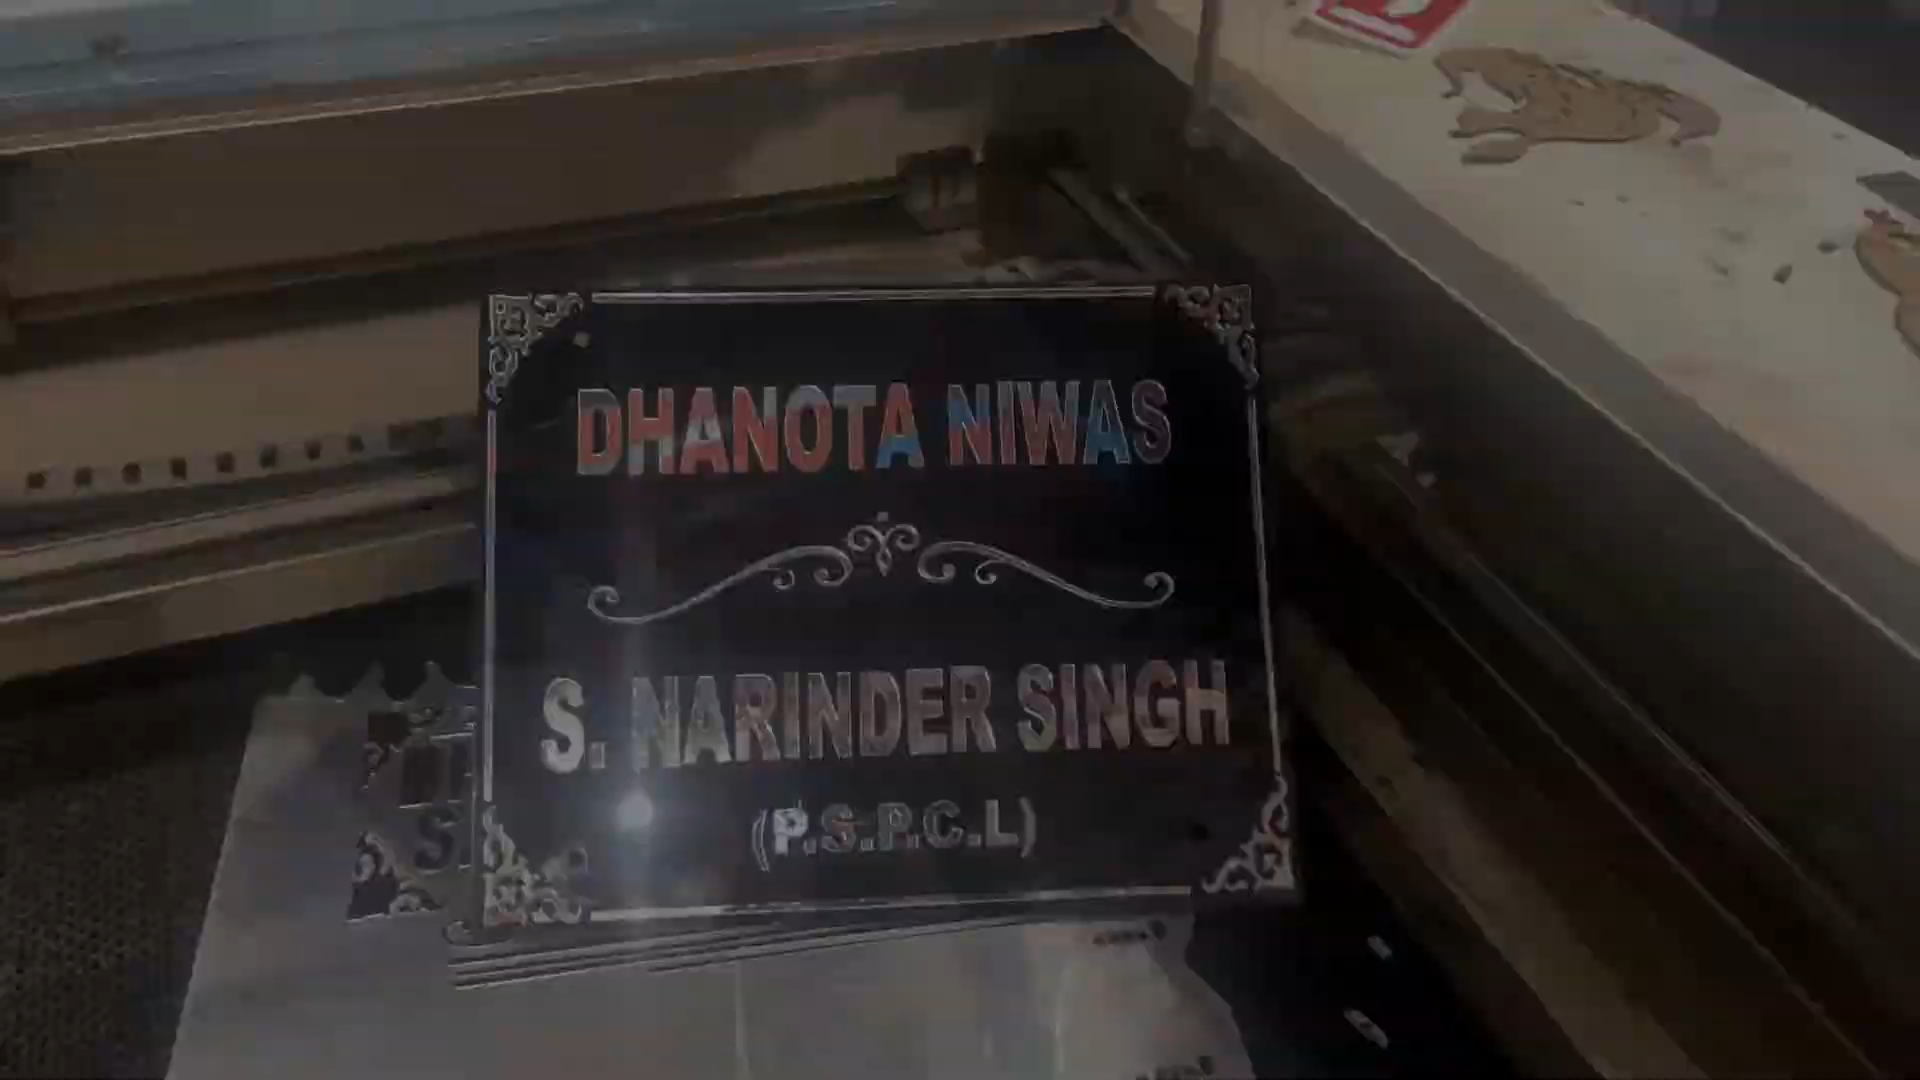 DHANOTA NIWAS
S. NARINDER SINGH
(P.S.P.C.L)